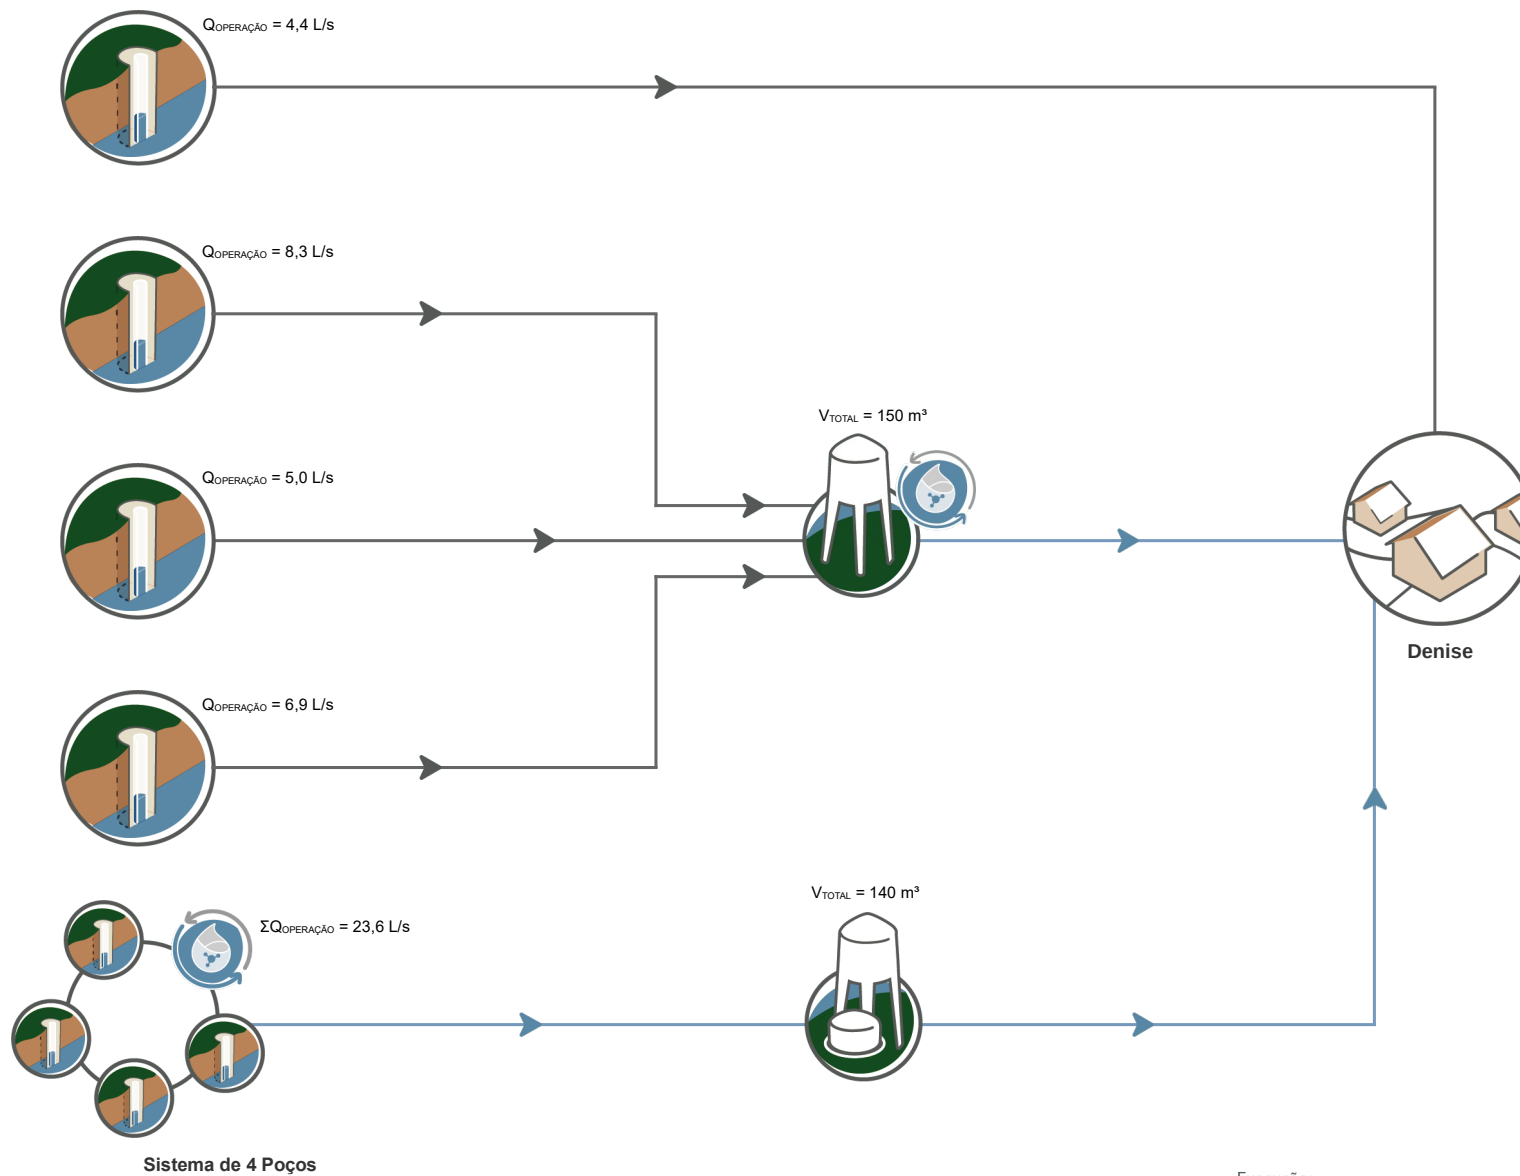 QOPERAÇÃO = 4,4 L/s
QOPERAÇÃO = 8,3 L/s
VTOTAL = 150 m³
QOPERAÇÃO = 5,0 L/s
Denise
QOPERAÇÃO = 6,9 L/s
VTOTAL = 140 m³
ΣQOPERAÇÃO = 23,6 L/s
Sistema de 4 Poços